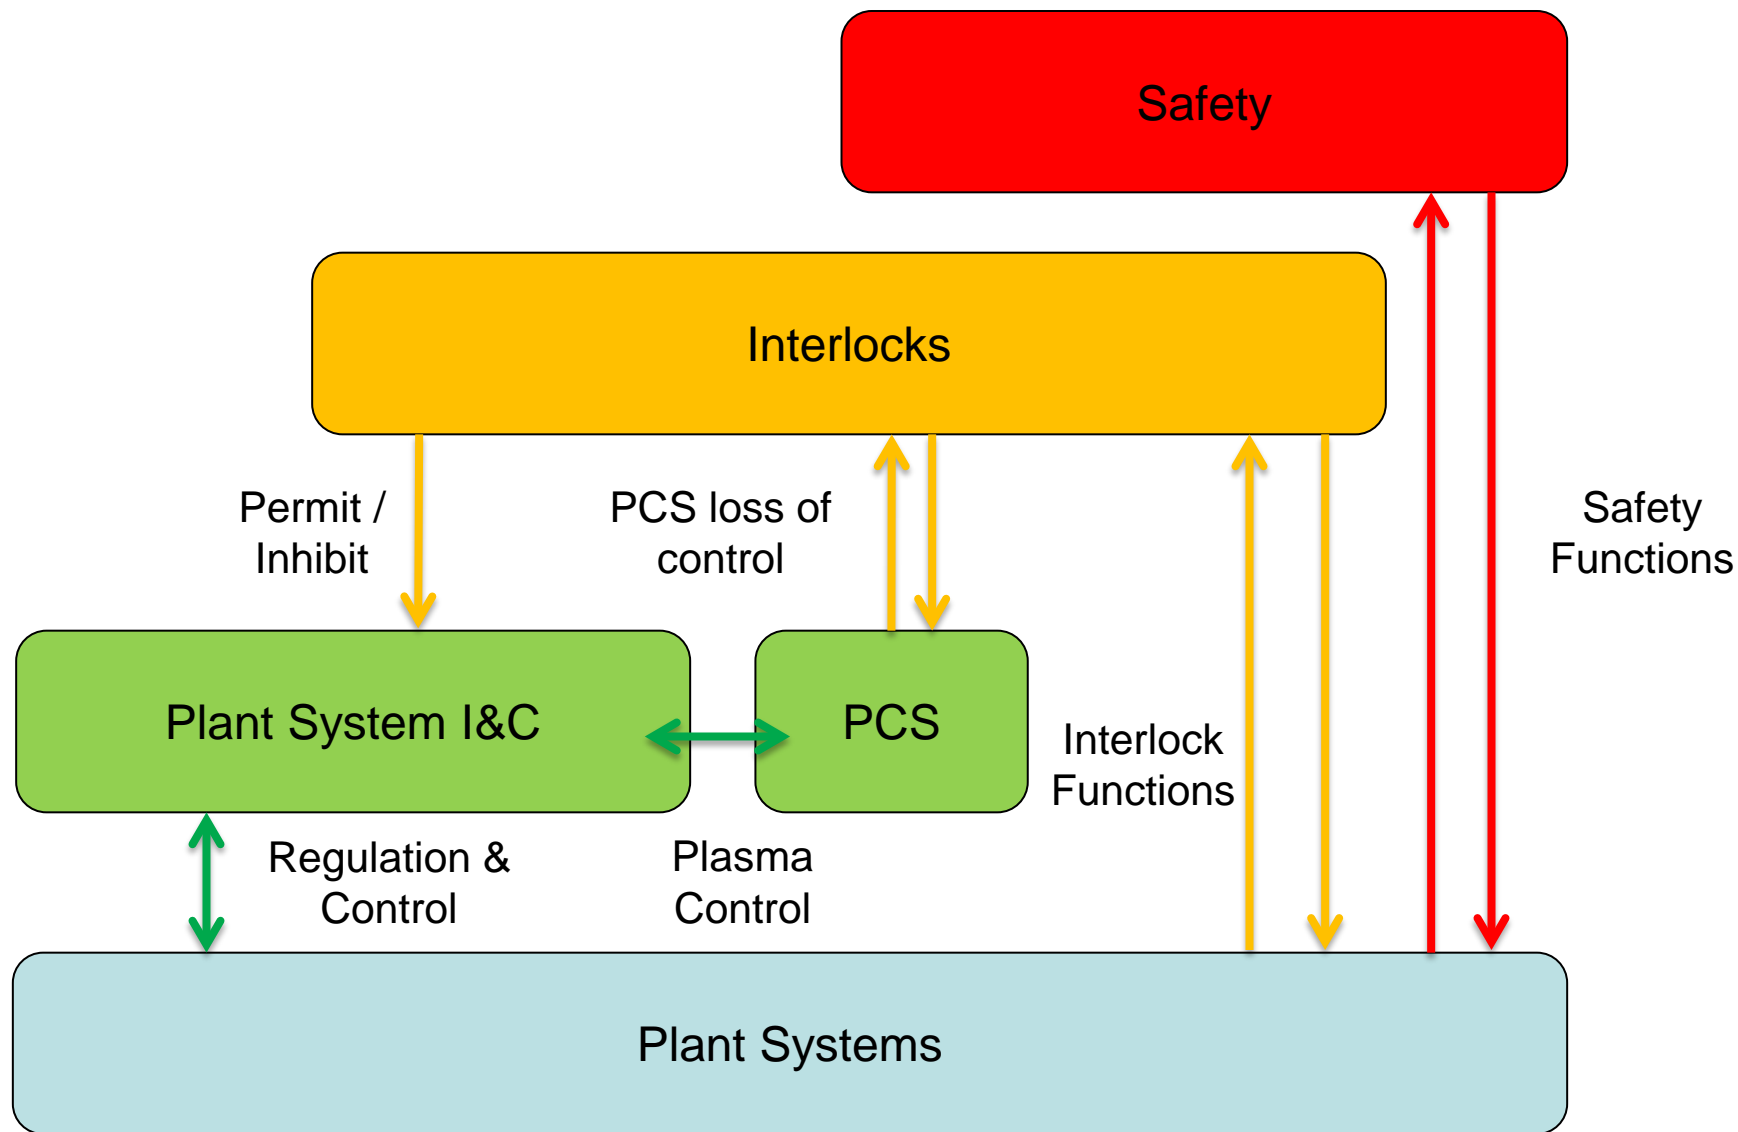 Safety
Interlocks
Permit /
Inhibit
PCS loss of
control
Safety
Functions
Plant System I&C
PCS
Interlock
Functions
Regulation &
Control
Plasma
Control
Plant Systems